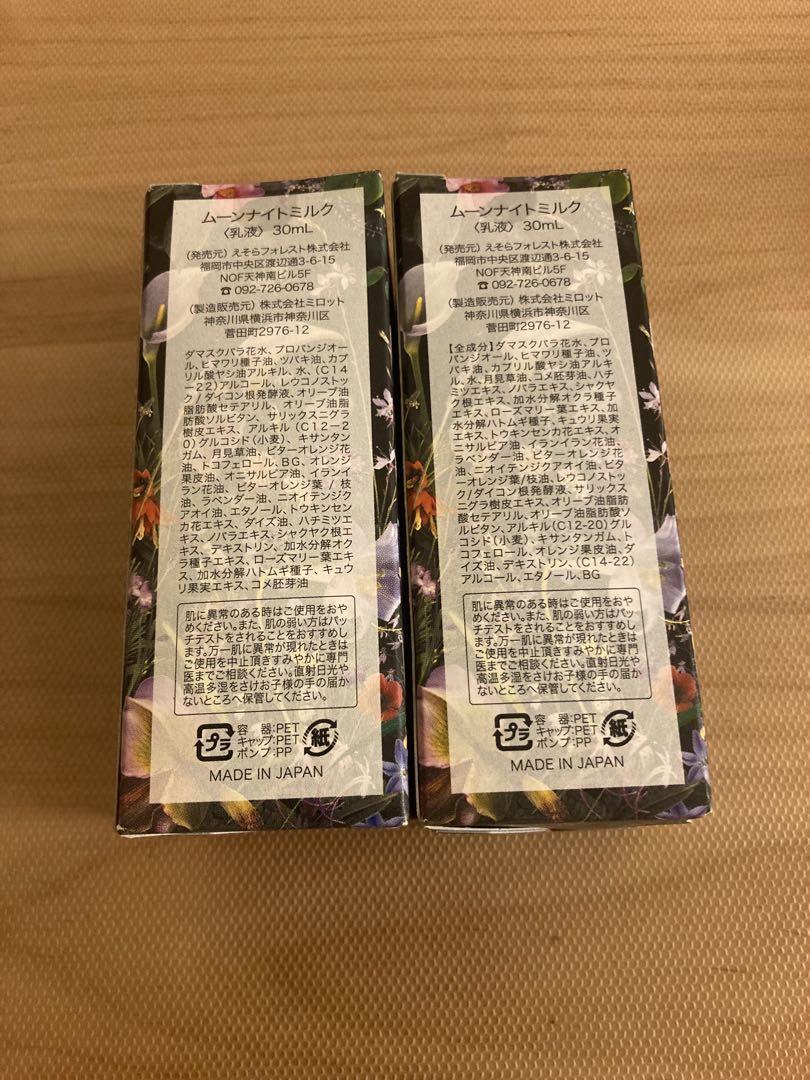 ムーンナイトミルク
〈乳液〉 30mL
(発売元) えそらフォレスト株式会社
福岡市中央区渡辺通3-6-15
NOF天神南ビル5F
☎ 092-726-0678
(製造販売元) 株式会社ミロット
神奈川県横浜市神奈川区
菅田町2976-12
ダマスクバラ花水、プロパンジオー
ル、ヒマワリ種子油、ツバキ油、カプ
リル酸ヤシ油アルキル、水、(C14
ー22)アルコール、レウコノストッ
ク/ダイコン根発酵液、オリーブ油
脂肪酸セテアリル、オリーブ油脂
肪酸ソルビタン、サリックスニグラ
樹皮エキス、アルキル(C12ー2
0)グルコシド(小麦)、キサンタン
ガム、月見草油、ビターオレンジ花
油、トコフェロール、BG、オレンジ
果皮油、オニサルビア油、イランイ
ラン花油、ビターオレンジ葉/枝
油、ラベンダー油、ニオイテンジク
アオイ油、エタノール、トウキンセン
カ花エキス、ダイズ油、ハチミツエ
キス、ノバラエキス、シャクヤク根エ
キス、デキストリン、加水分解オク
ラ種子エキス、ローズマリー葉エキ
ス、加水分解ハトムギ種子、キュウ
リ果実エキス、コメ胚芽油
肌に異常のある時はご使用をおや
めください。また、肌の弱い方はパッ
チテストをされることをおすすめし
ます。万一肌に異常が現れたときは
ご使用を中止頂きすみやかに専門
医までご相談ください。直射日光や
高温多湿をさけお子様の手の届か
ないところへ保管してください。
プラ
容 器:PET
キャップ:PET
ポンプ:PP
紙
MADE IN JAPAN
ムーンナイトミルク
〈乳液〉 30mL
(発売元) えそらフォレスト株式会社
福岡市中央区渡辺通3-6-15
NOF天神南ビル5F
☎ 092-726-0678
(製造販売元) 株式会社ミロット
神奈川県横浜市神奈川区
菅田町2976-12
【全成分】ダマスクバラ花水、プロ
パンジオール、ヒマワリ種子油、ツ
バキ油、カプリル酸ヤシ油アルキ
ル、水、月見草油、コメ胚芽油、ハチ
ミツエキス、ノバラエキス、シャクヤ
ク根エキス、加水分解オクラ種子
エキス、ローズマリー葉エキス、加
水分解ハトムギ種子、キュウリ果実
エキス、トウキンセンカ花エキス、オ
ニサルビア油、イランイラン花油、
ラベンダー油、ビターオレンジ花
油、ニオイテンジクアオイ油、ビタ
ーオレンジ葉/枝油、レウコノストッ
ク/ダイコン根発酵液、サリックス
ニグラ樹皮エキス、オリーブ油脂肪
酸セテアリル、オリーブ油脂肪酸ソ
ルビタン、アルキル(C12-20)グル
コシド(小麦)、キサンタンガム、ト
コフェロール、オレンジ果皮油、ダ
イズ油、デキストリン、(C14-22)
アルコール、エタノール、BG
肌に異常のある時はご使用をおや
めください。また、肌の弱い方はパッ
チテストをされることをおすすめし
ます。万一肌に異常が現れたときは
ご使用を中止頂きすみやかに専門
医までご相談ください。直射日光や
高温多湿をさけお子様の手の届か
ないところへ保管してください。
プラ
容 器:PET
キャップ:PET
ポンプ:PP
紙
MADE IN JAPAN